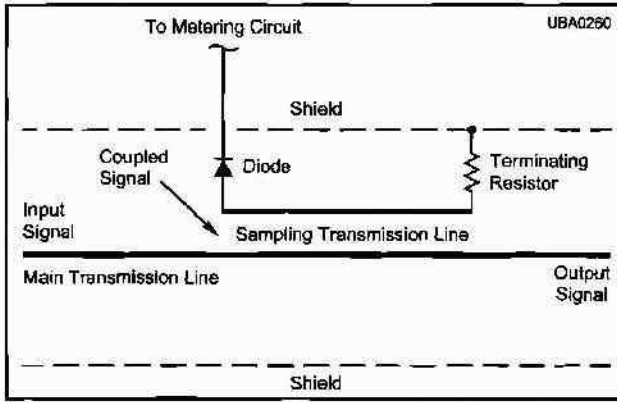 To Metering Circuit
UBA0260
Shield
Coupled
Signal
Diode
Terminating
Resistor
Input
Signal
Sampling Transmission Line
Main Transmission Line
Output
Signal
Shield